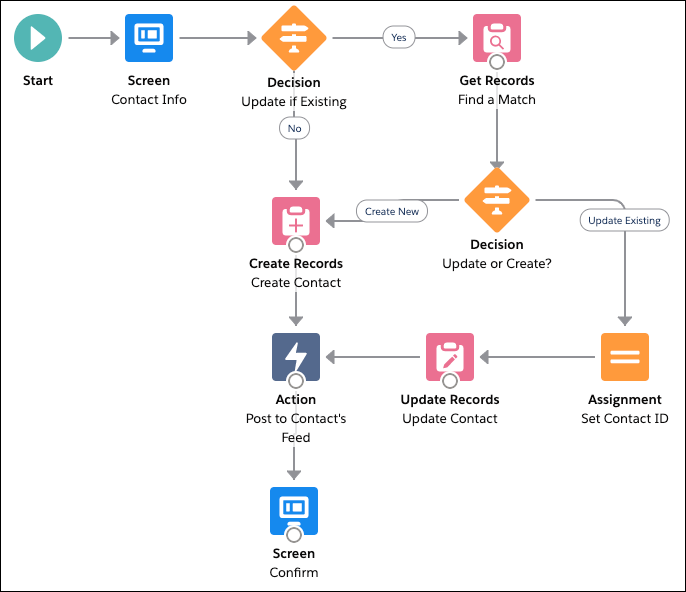 Start
Screen
Contact Info
Decision
Update if Existing
Yes
Get Records
Find a Match
No
Create New
Decision
Update or Create?
Update Existing
Create Records
Create Contact
Action
Post to Contact's
Feed
Update Records
Update Contact
Assignment
Set Contact ID
Screen
Confirm